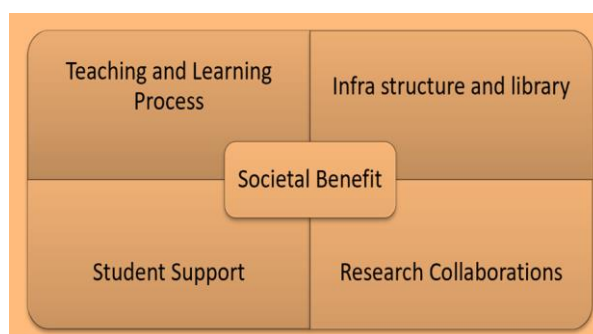 Teaching and Learning
Process
Infra structure and library
Societal Benefit
Student Support
Research Collaborations